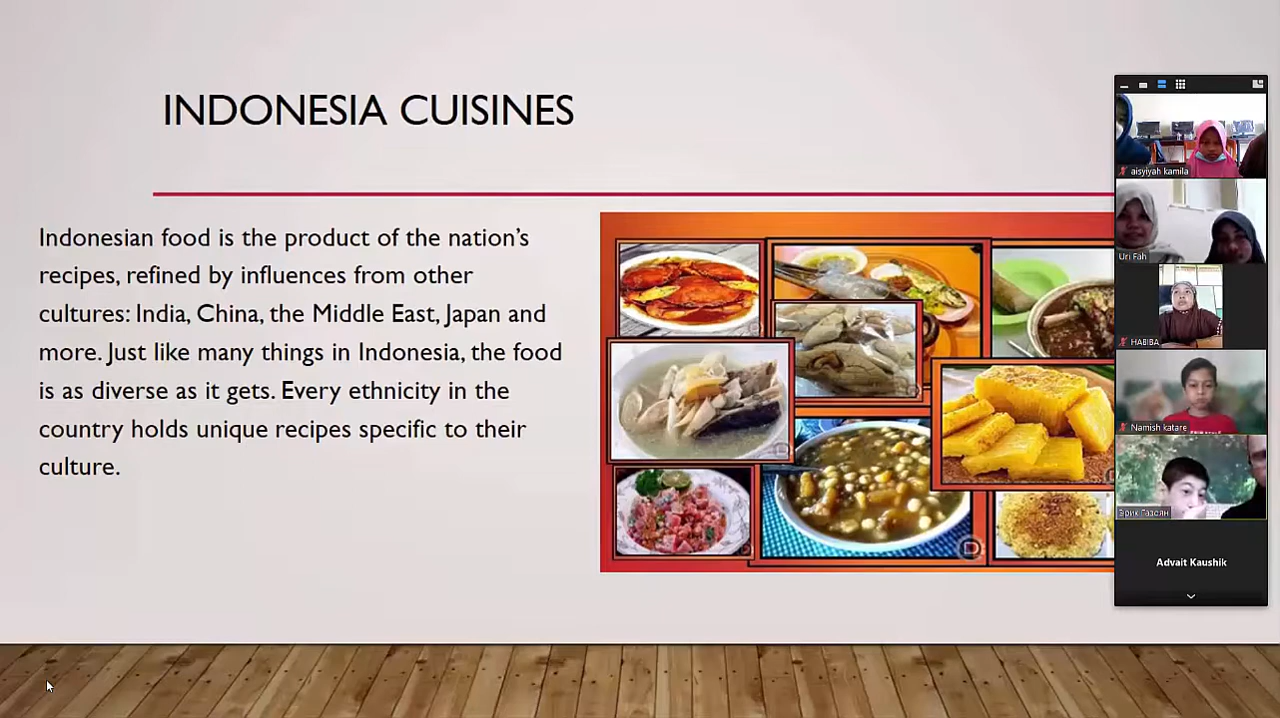 INDONESIA CUISINES
Indonesian food is the product of the nation’s
recipes, refined by influences from other
cultures: India, China, the Middle East, Japan and
more. Just like many things in Indonesia, the food
is as diverse as it gets. Every ethnicity in the
country holds unique recipes specific to their
culture.
aisyiyah kamila
Uri Fah
HABIBA
Namish katare
Эрик Газоян
Advait Kaushik